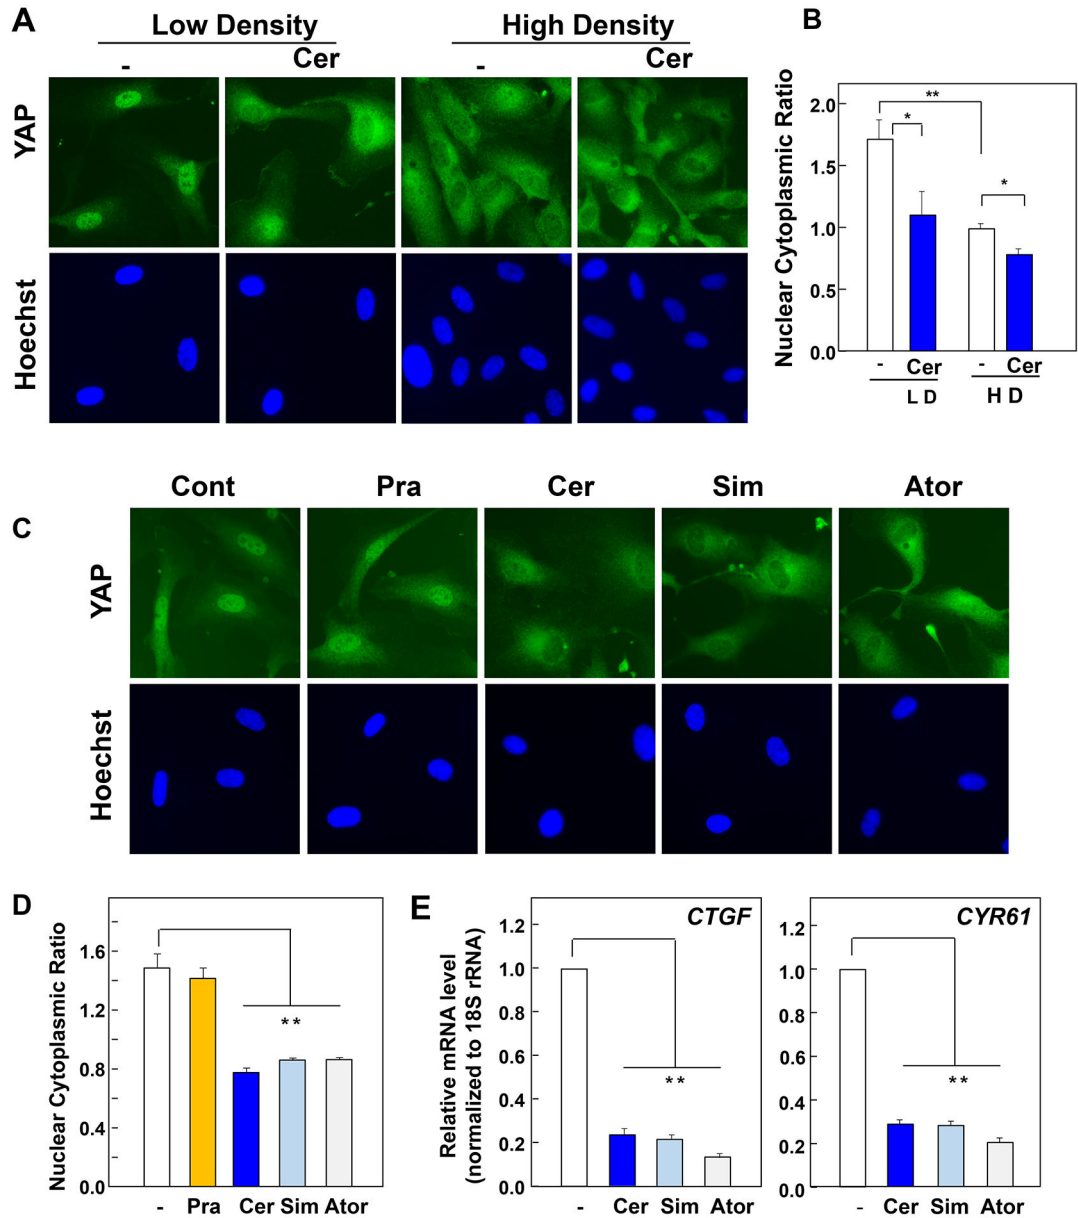 A
Low Density
High Density
-
Cer
-
Cer
YAP
Hoechst
B
Nuclear Cytoplasmic Ratio
2.0
1.5
1.0
0.5
0.0
**
*
*
-
Cer
-
Cer
L D
H D
C
Cont
Pra
Cer
Sim
Ator
YAP
Hoechst
D
Nuclear Cytoplasmic Ratio
1.6
1.2
0.8
0.4
0.0
**
-
Pra
Cer
Sim
Ator
E
Relative mRNA level
(normalized to 18S rRNA)
CTGF
1.2
1.0
0.8
0.6
0.4
0.2
0.0
**
-
Cer
Sim
Ator
CYR61
1.2
1.0
0.8
0.6
0.4
0.2
0.0
**
-
Cer
Sim
Ator